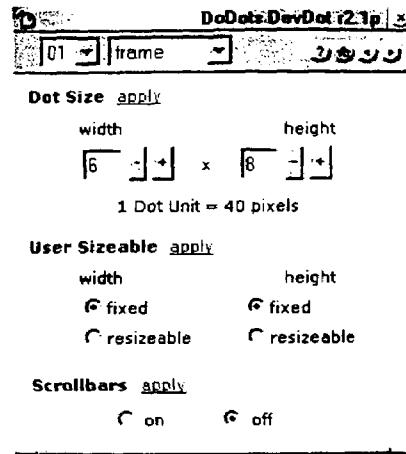 DoDots.DevDot r2.1p x
01 frame
Dot Size apply
width height
6 - + x 8 - +
1 Dot Unit = 40 pixels
User Sizeable apply
width height
fixed fixed
resizeable resizeable
Scrollbars apply
on off